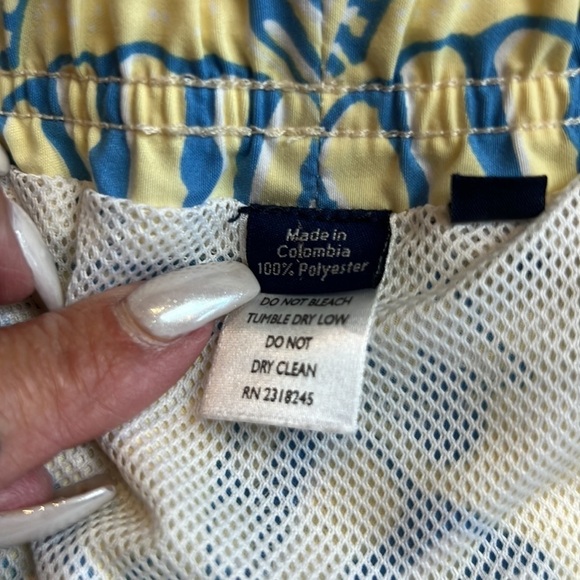 Made in
Colombia
100% Polyester
DO NOT BLEACH
TUMBLE DRY LOW
DO NOT
DRY CLEAN
RN 2318245